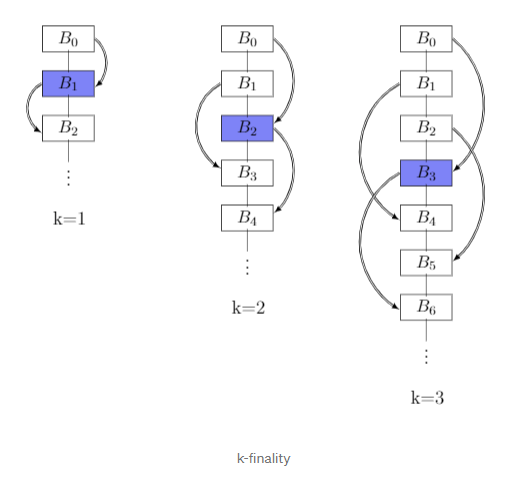 B₀
B₁
B₂
⋮
k=1
B₀
B₁
B₂
B₃
B₄
⋮
k=2
B₀
B₁
B₂
B₃
B₄
B₅
B₆
⋮
k=3
k-finality